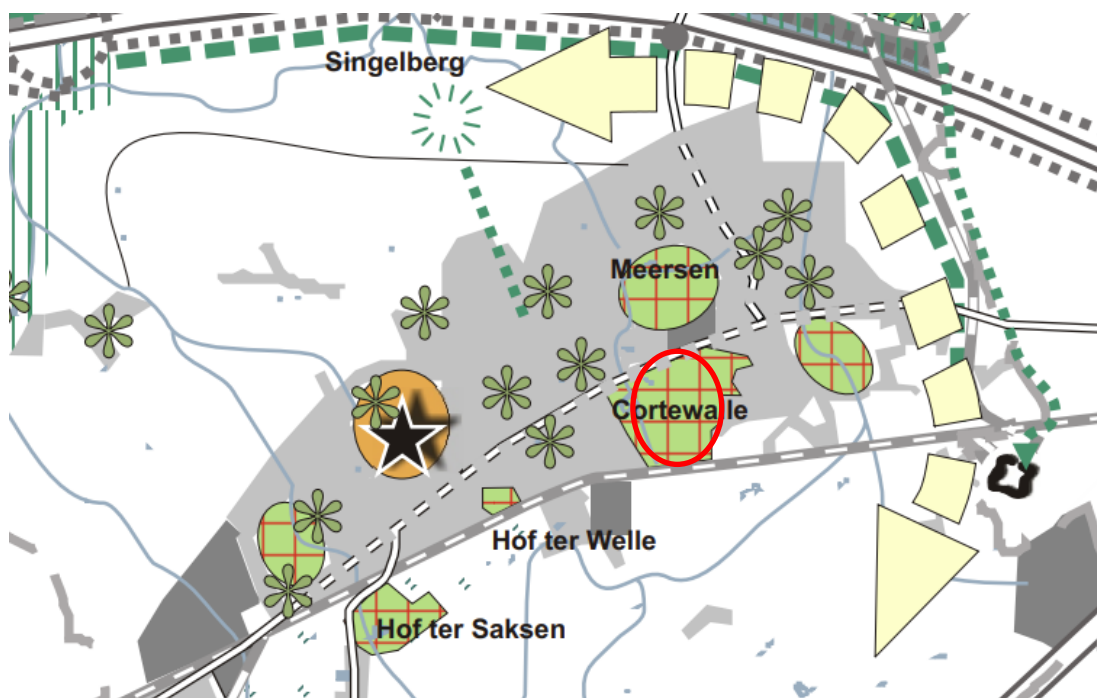 Singelberg
Meersen
Cortewalle
Hof ter Welle
Hof ter Saksen